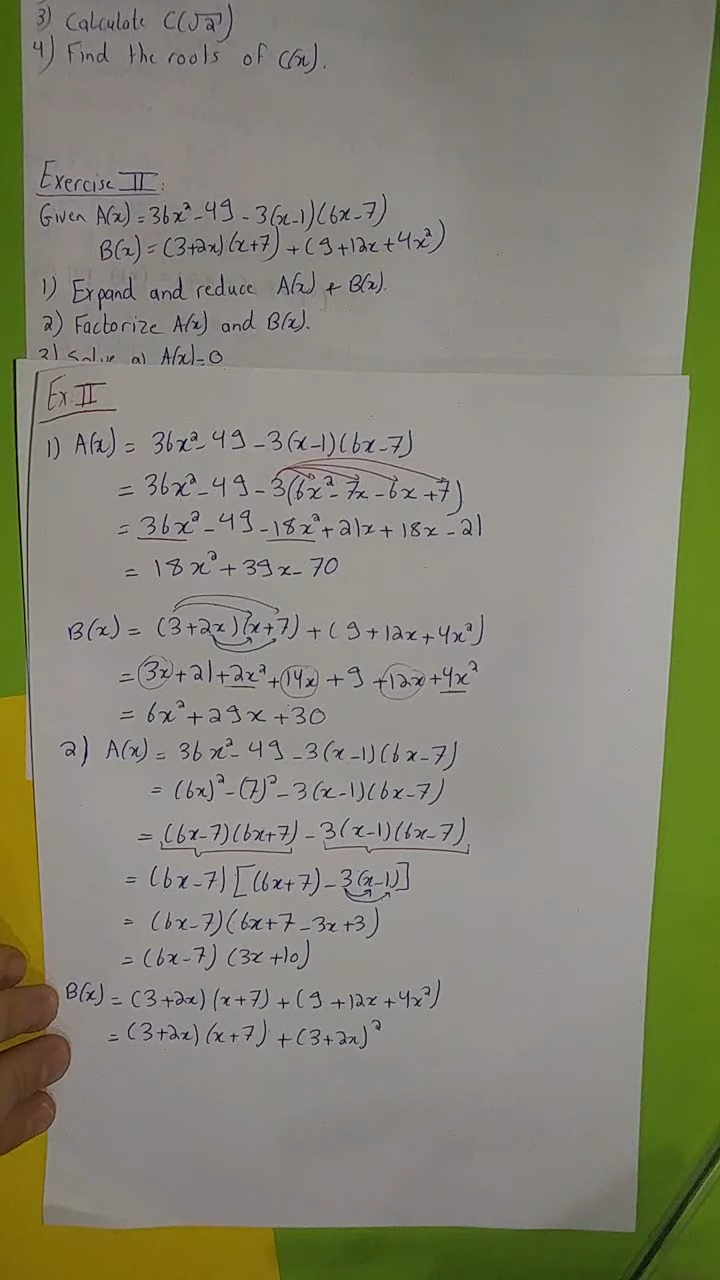 3) Calculate C(√2)
4) Find the roots of C(x).
Exercise II:
Given A(x) = 36x² - 49 - 3(x-1)(6x-7)
B(x) = (3+2x)(x+7) + (9+12x+4x²)
1) Expand and reduce A(x) & B(x).
2) Factorize A(x) and B(x).
3) Solve a) A(x)=0
Ex: II
1) A(x) = 36x² - 49 - 3(x-1)(6x-7)
= 36x² - 49 - 3(6x² - 7x - 6x + 7)
= 36x² - 49 - 18x² + 21x + 18x - 21
= 18x² + 39x - 70
B(x) = (3+2x)(x+7) + (9+12x+4x²)
= 3x + 21 + 2x² + 14x + 9 + 12x + 4x²
= 6x² + 29x + 30
2) A(x) = 36x² - 49 - 3(x-1)(6x-7)
= (6x)² - (7)² - 3(x-1)(6x-7)
= (6x-7)(6x+7) - 3(x-1)(6x-7)
= (6x-7)[(6x+7) - 3(x-1)]
= (6x-7)(6x+7-3x+3)
= (6x-7)(3x+10)
B(x) = (3+2x)(x+7) + (9+12x+4x²)
= (3+2x)(x+7) + (3+2x)²